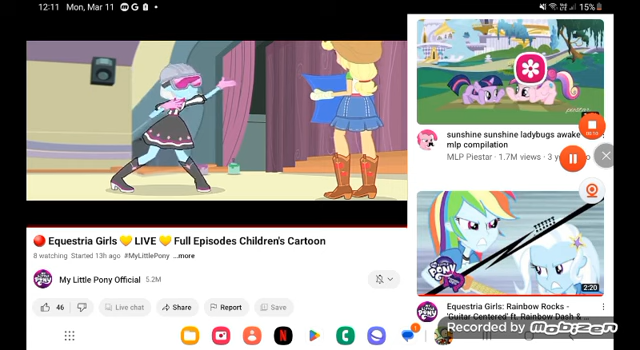 12:11 Mon, Mar 11 G 15%
sunshine sunshine ladybugs awake
mlp compilation
MLP Piestar · 1.7M views · 3 y
Equestria Girls 💛 LIVE 💛 Full Episodes Children's Cartoon
8 watching Started 13h ago #MyLittlePony ...more
My Little Pony Official 5.2M
46 Live chat Share Report Save
2:20
Equestria Girls: Rainbow Rocks -
'Guitar Centered' ft. Rainbow Dash & ...
Recorded by Mobizen